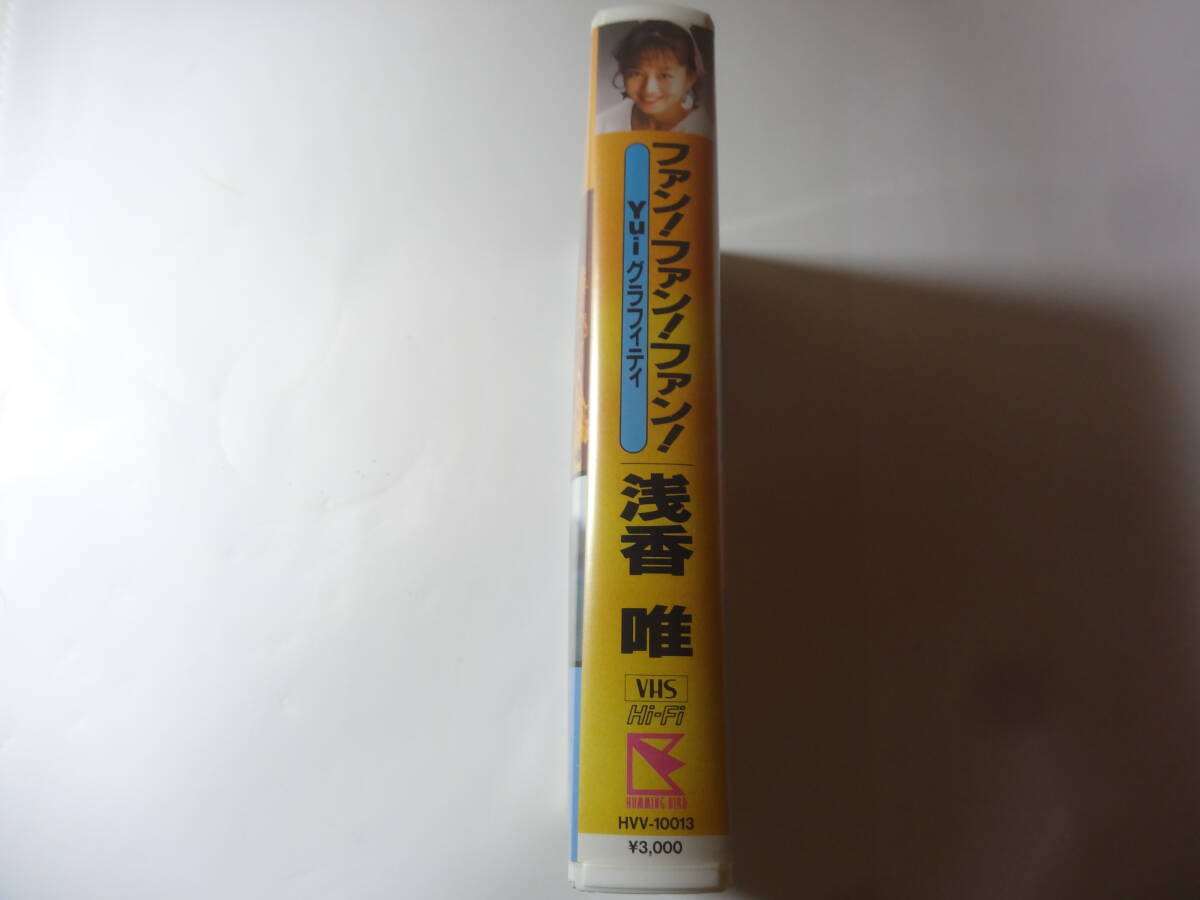 ファン!ファン!ファン!
Yuiグラフィティ
浅香 唯
VHS
Hi-Fi
HUMMING BIRD
HVV-10013
¥3,000